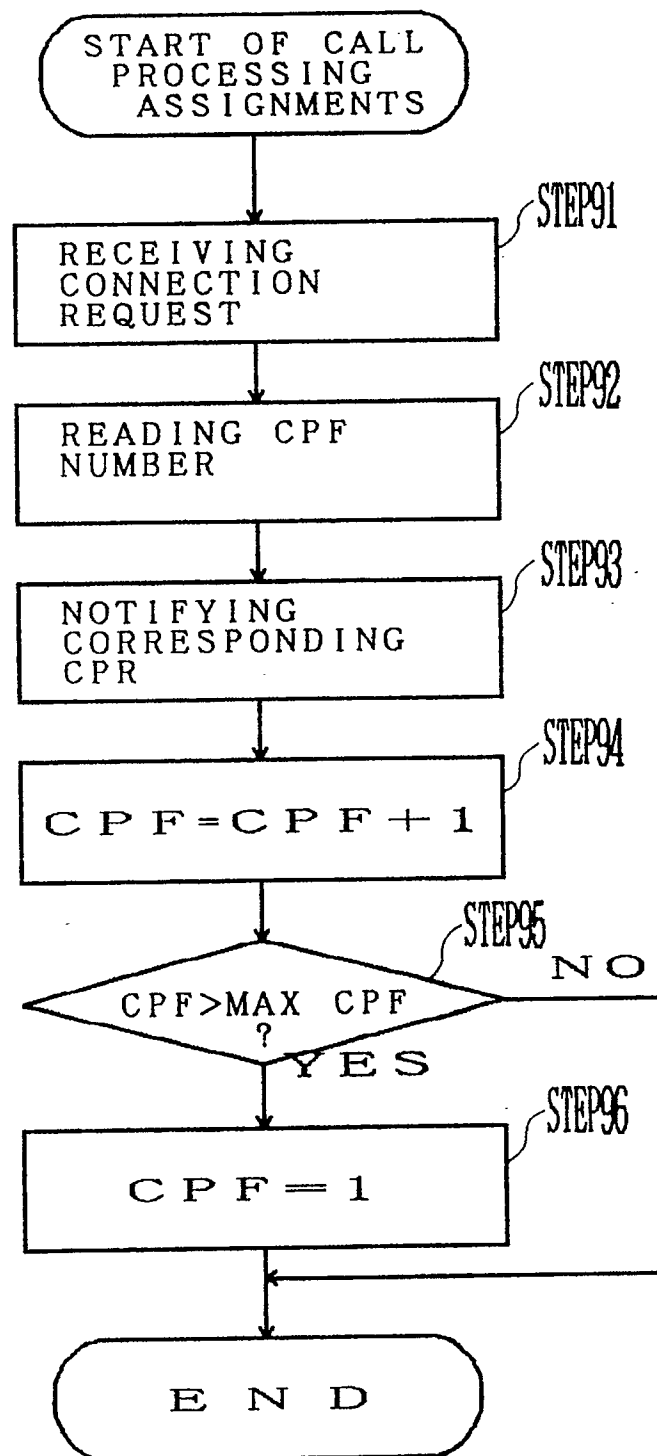 START OF CALL
PROCESSING
ASSIGNMENTS
STEP91
RECEIVING
CONNECTION
REQUEST
STEP92
READING CPF
NUMBER
STEP93
NOTIFYING
CORRESPONDING
CPR
STEP94
CPF=CPF+1
STEP95
NO
CPF>MAX CPF
?
YES
STEP96
CPF=1
END